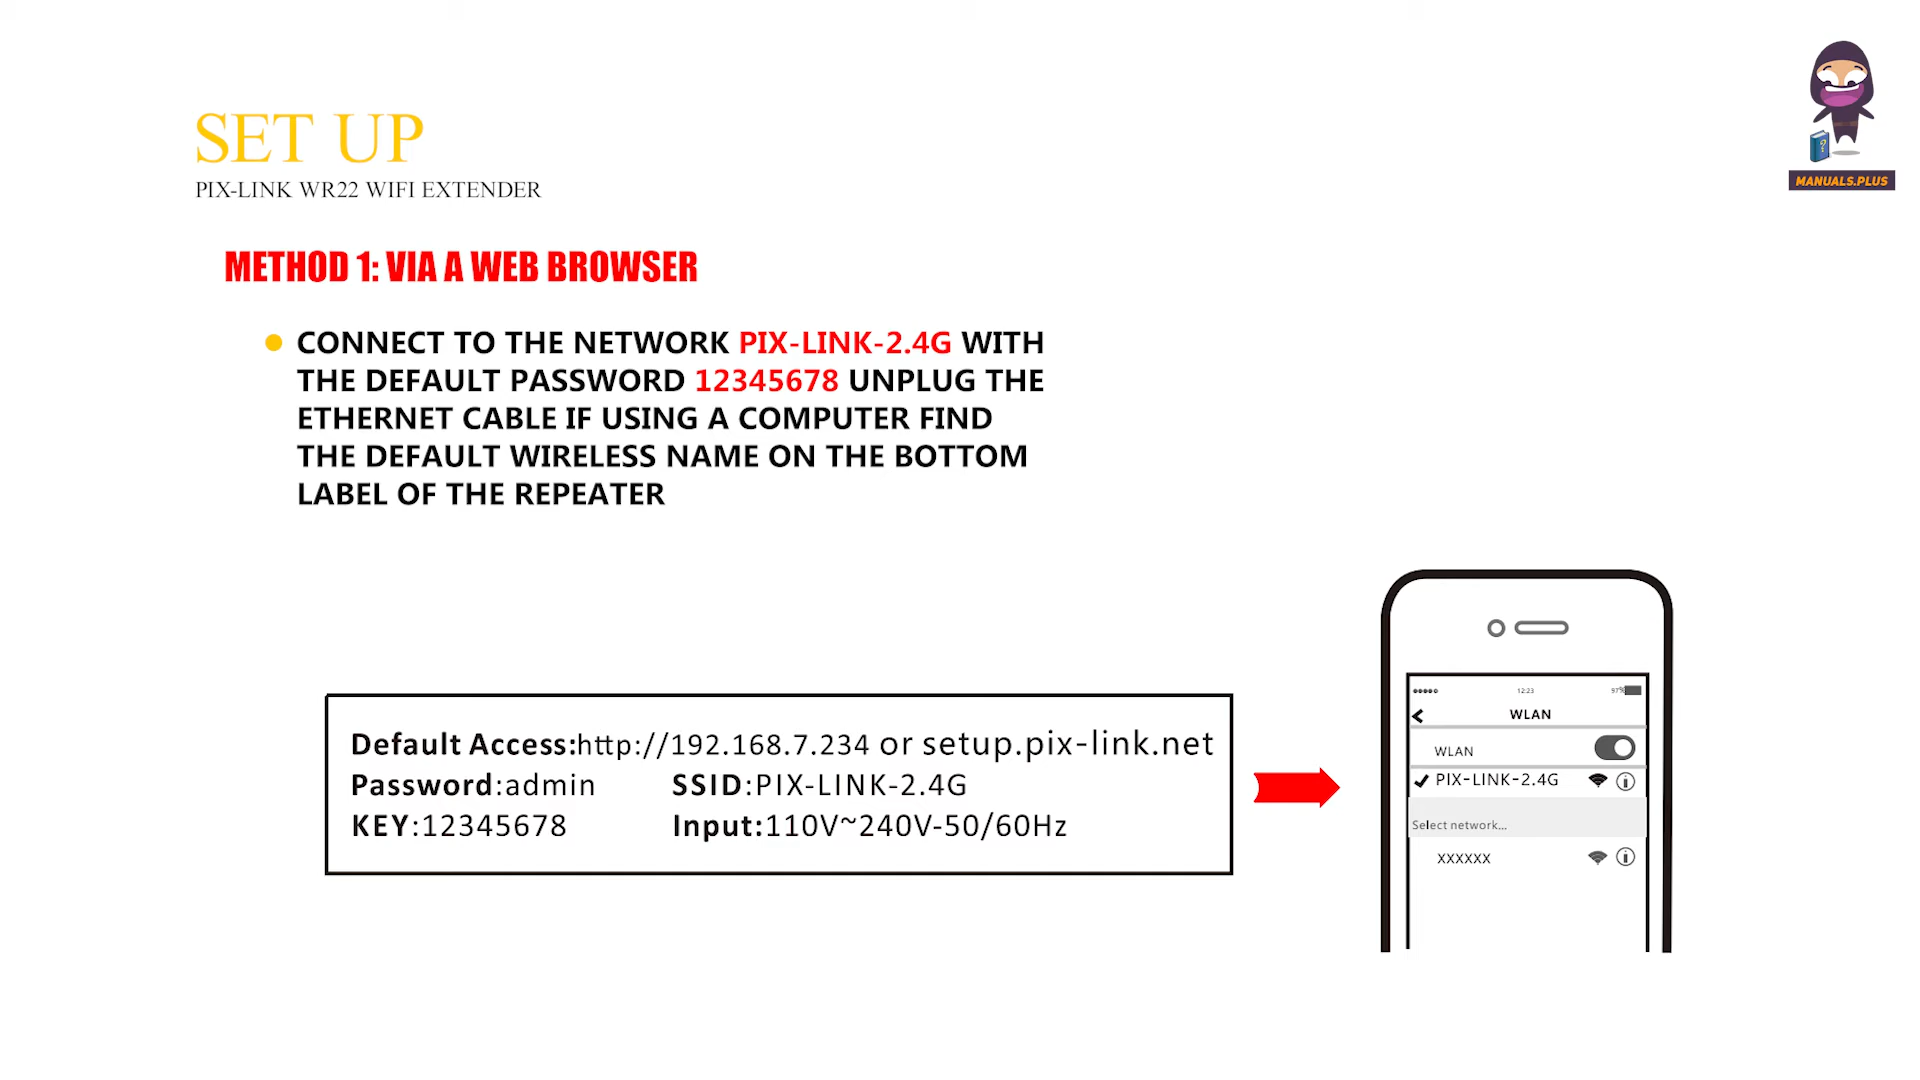 SET UP
PIX-LINK WR22 WIFI EXTENDER
MANUALS.PLUS
METHOD 1: VIA A WEB BROWSER
CONNECT TO THE NETWORK PIX-LINK-2.4G WITH
THE DEFAULT PASSWORD 12345678 UNPLUG THE
ETHERNET CABLE IF USING A COMPUTER FIND
THE DEFAULT WIRELESS NAME ON THE BOTTOM
LABEL OF THE REPEATER
Default Access:http://192.168.7.234 or setup.pix-link.net
Password:admin SSID:PIX-LINK-2.4G
KEY:12345678 Input:110V~240V-50/60Hz
12:23 97%
WLAN
WLAN
PIX-LINK-2.4G
Select network...
XXXXXX